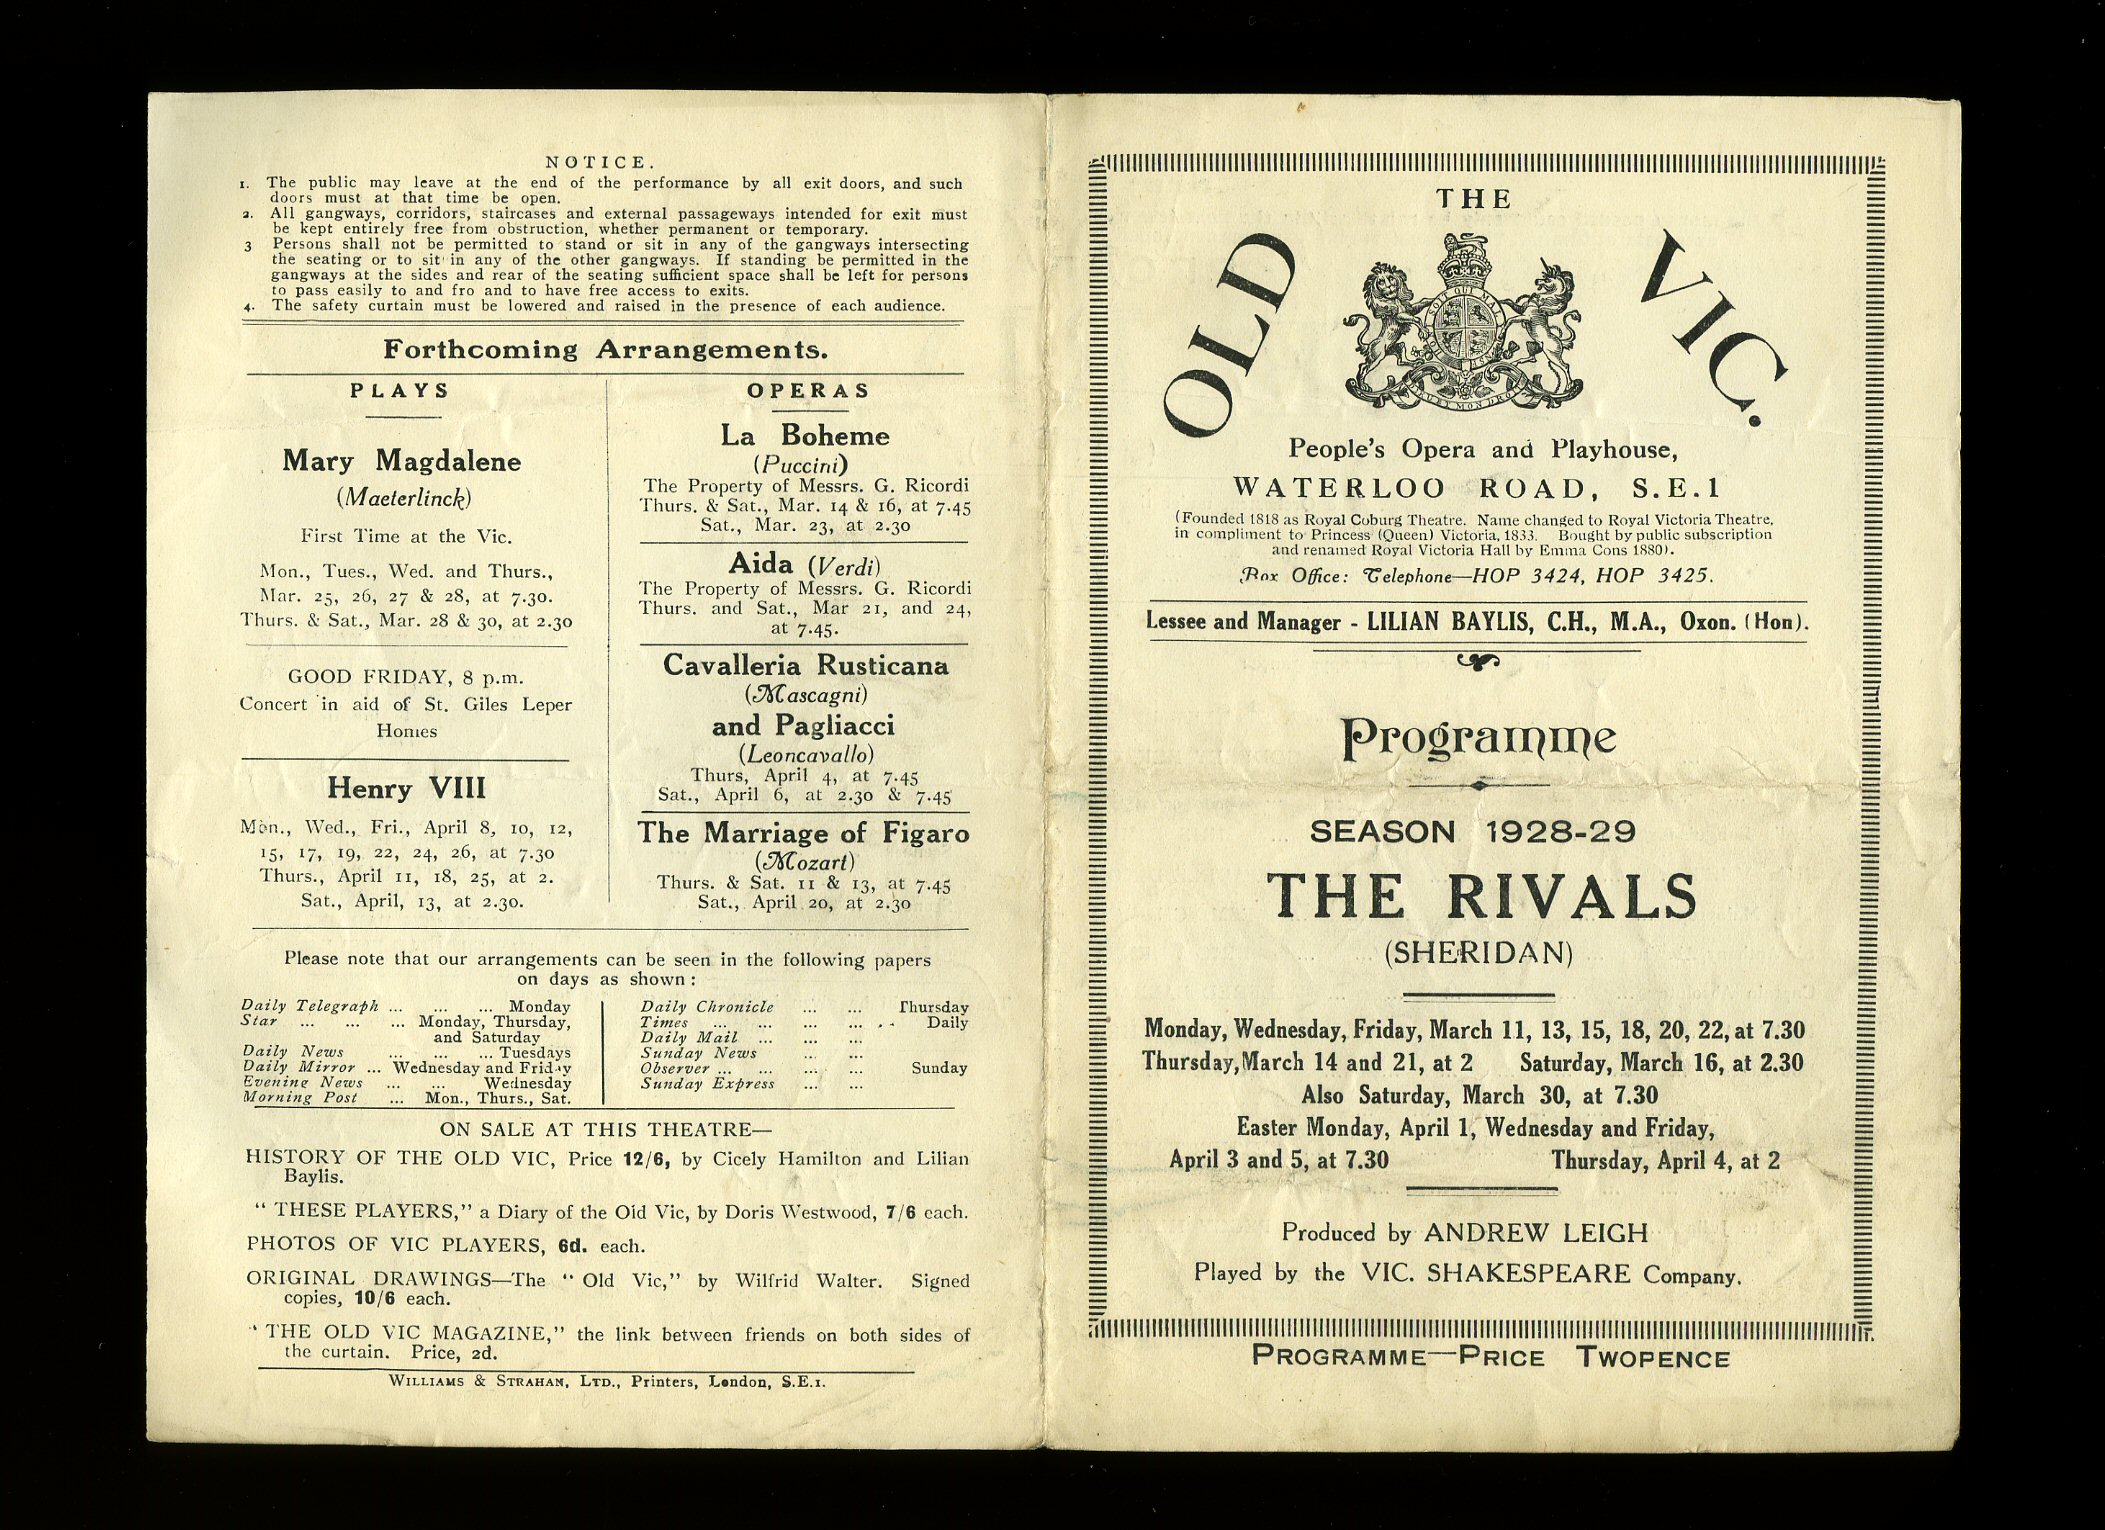 NOTICE.
1. The public may leave at the end of the performance by all exit doors, and such
doors must at that time be open.
2. All gangways, corridors, staircases and external passageways intended for exit must
be kept entirely free from obstruction, whether permanent or temporary.
3 Persons shall not be permitted to stand or sit in any of the gangways intersecting
the seating or to sit in any of the other gangways. If standing be permitted in the
gangways at the sides and rear of the seating sufficient space shall be left for persons
to pass easily to and fro and to have free access to exits.
4. The safety curtain must be lowered and raised in the presence of each audience.
Forthcoming Arrangements.
PLAYS
Mary Magdalene
(Maeterlinck)
First Time at the Vic.
Mon., Tues., Wed. and Thurs.,
Mar. 25, 26, 27 & 28, at 7.30.
Thurs. & Sat., Mar. 28 & 30, at 2.30
GOOD FRIDAY, 8 p.m.
Concert in aid of St. Giles Leper
Homes
Henry VIII
Mon., Wed., Fri., April 8, 10, 12,
15, 17, 19, 22, 24, 26, at 7.30
Thurs., April 11, 18, 25, at 2.
Sat., April, 13, at 2.30.
OPERAS
La Boheme
(Puccini)
The Property of Messrs. G. Ricordi
Thurs. & Sat., Mar. 14 & 16, at 7.45
Sat., Mar. 23, at 2.30
Aida (Verdi)
The Property of Messrs. G. Ricordi
Thurs. and Sat., Mar 21, and 24,
at 7.45.
Cavalleria Rusticana
(Mascagni)
and Pagliacci
(Leoncavallo)
Thurs, April 4, at 7.45
Sat., April 6, at 2.30 & 7.45
The Marriage of Figaro
(Mozart)
Thurs. & Sat. 11 & 13, at 7.45
Sat., April 20, at 2.30
Please note that our arrangements can be seen in the following papers
on days as shown :
Daily Telegraph ... ... ... Monday
Star ... ... ... Monday, Thursday,
and Saturday
Daily News ... ... ... Tuesdays
Daily Mirror ... Wednesday and Friday
Evening News ... ... Wednesday
Morning Post ... Mon., Thurs., Sat.
Daily Chronicle ... ... Thursday
Times ... ... ... ... Daily
Daily Mail ... ... ...
Sunday News ... ...
Observer ... ... ... ... Sunday
Sunday Express ... ...
ON SALE AT THIS THEATRE—
HISTORY OF THE OLD VIC, Price 12/6, by Cicely Hamilton and Lilian
Baylis.
“ THESE PLAYERS,” a Diary of the Old Vic, by Doris Westwood, 7/6 each.
PHOTOS OF VIC PLAYERS, 6d. each.
ORIGINAL DRAWINGS—The “ Old Vic,” by Wilfrid Walter. Signed
copies, 10/6 each.
‘ THE OLD VIC MAGAZINE,” the link between friends on both sides of
the curtain. Price, 2d.
WILLIAMS & STRAHAN, LTD., Printers, London, S.E.1.
THE
OLD VIC.
SOIT QUI MAL
DIEU ET MON DROIT
People's Opera and Playhouse,
WATERLOO ROAD, S.E.1
(Founded 1818 as Royal Coburg Theatre. Name changed to Royal Victoria Theatre,
in compliment to Princess (Queen) Victoria, 1833. Bought by public subscription
and renamed Royal Victoria Hall by Emma Cons 1880).
Box Office: Telephone—HOP 3424, HOP 3425.
Lessee and Manager - LILIAN BAYLIS, C.H., M.A., Oxon. (Hon).
Programme
SEASON 1928-29
THE RIVALS
(SHERIDAN)
Monday, Wednesday, Friday, March 11, 13, 15, 18, 20, 22, at 7.30
Thursday, March 14 and 21, at 2 Saturday, March 16, at 2.30
Also Saturday, March 30, at 7.30
Easter Monday, April 1, Wednesday and Friday,
April 3 and 5, at 7.30 Thursday, April 4, at 2
Produced by ANDREW LEIGH
Played by the VIC. SHAKESPEARE Company.
PROGRAMME—PRICE TWOPENCE